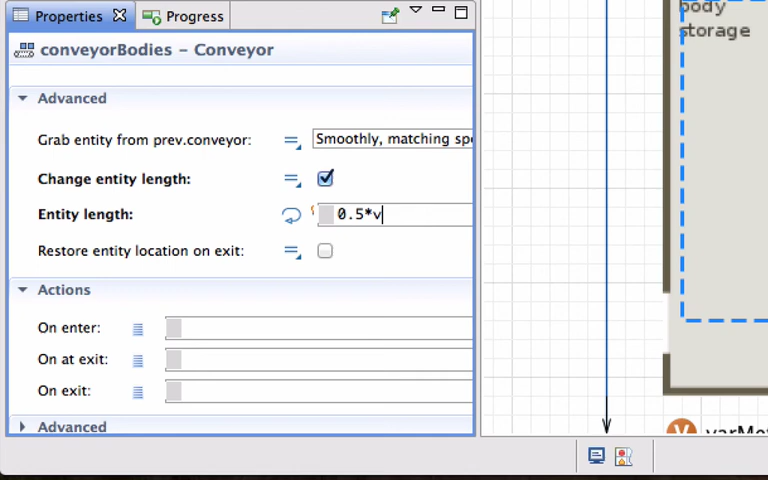 Properties
Progress
conveyorBodies – Conveyor
Advanced
Grab entity from prev.conveyor:
Smoothly, matching spe
Change entity length:
Entity length:
0.5*v
Restore entity location on exit:
Actions
On enter:
On at exit:
On exit:
Advanced
body
storage
V